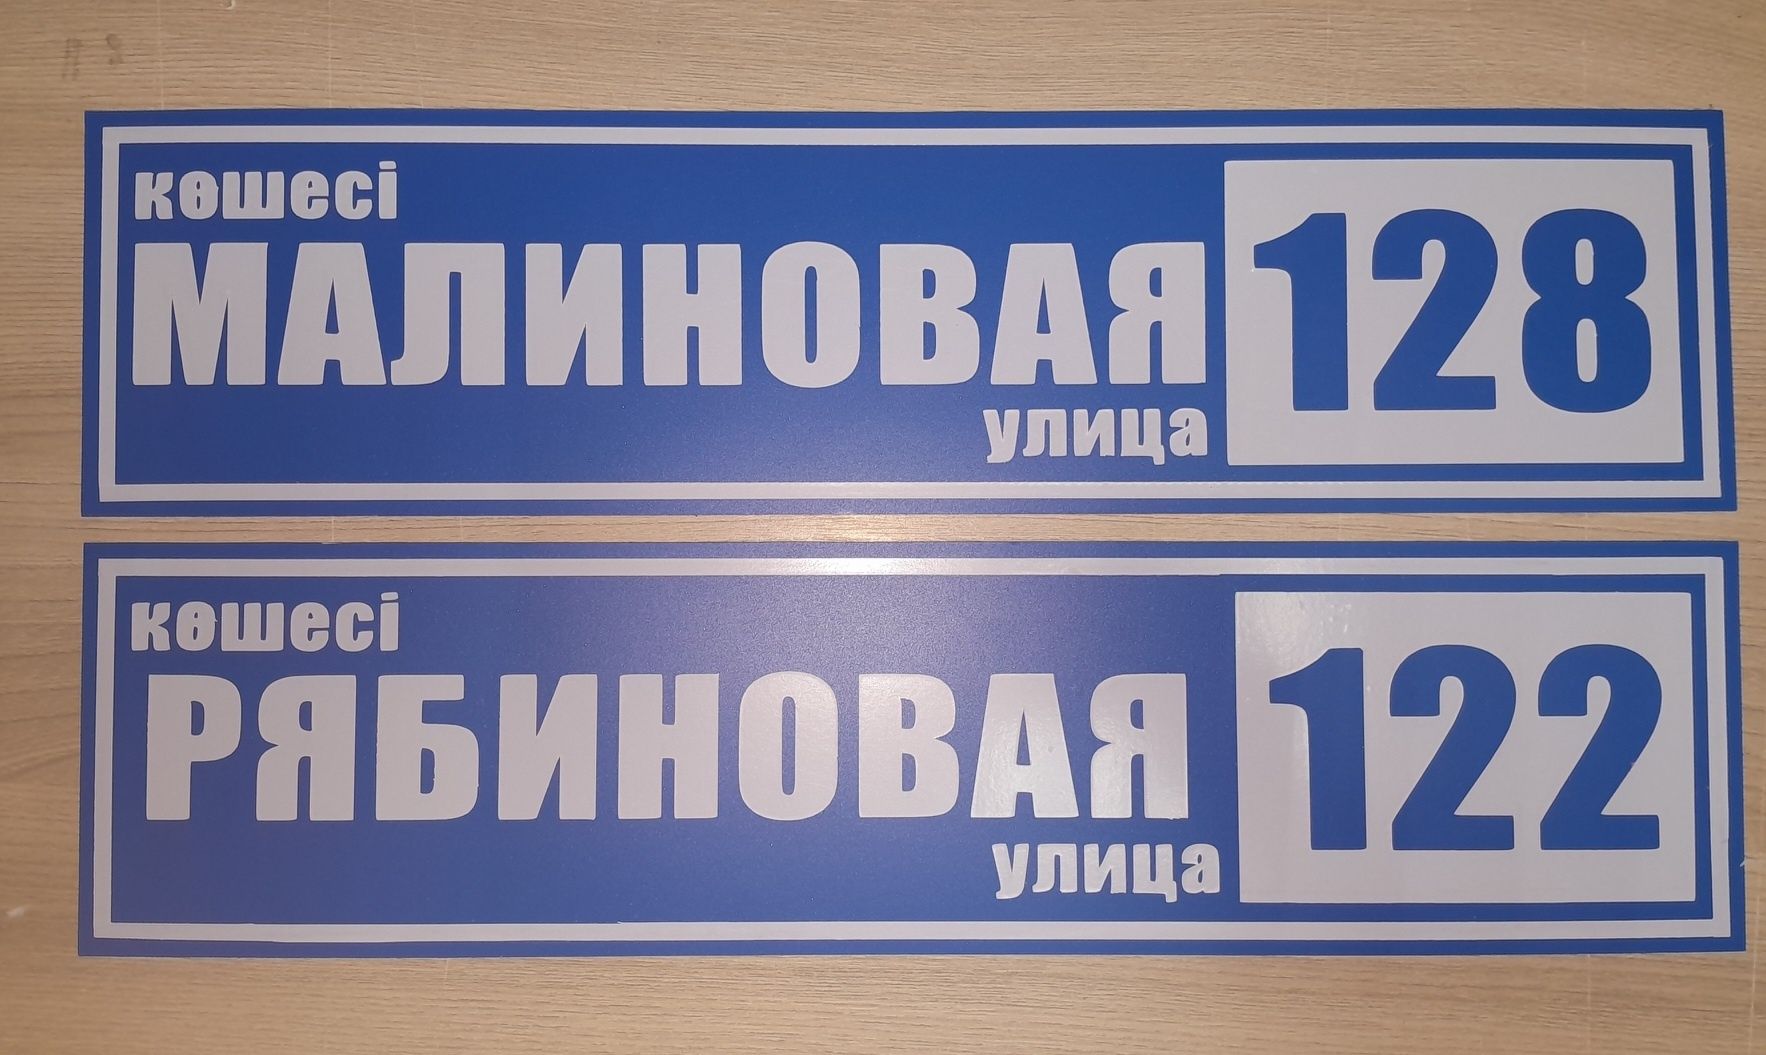 көшесі
МАЛИНОВАЯ 128
улица
көшесі
РЯБИНОВАЯ 122
улица